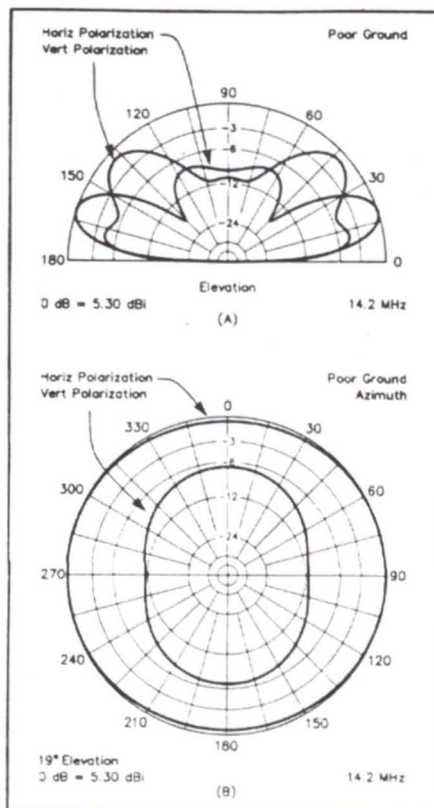 Horiz Polarization
Vert Polarization
Poor Ground
90
120
60
-3
-6
150
30
-12
-24
180
0
Elevation
0 dB = 5.30 dBi
14.2 MHz
(A)
Horiz Polarization
Vert Polarization
Poor Ground
Azimuth
0
330
30
-3
-6
300
60
-12
-24
270
90
240
120
210
150
180
19° Elevation
0 dB = 5.30 dBi
14.2 MHz
(B)